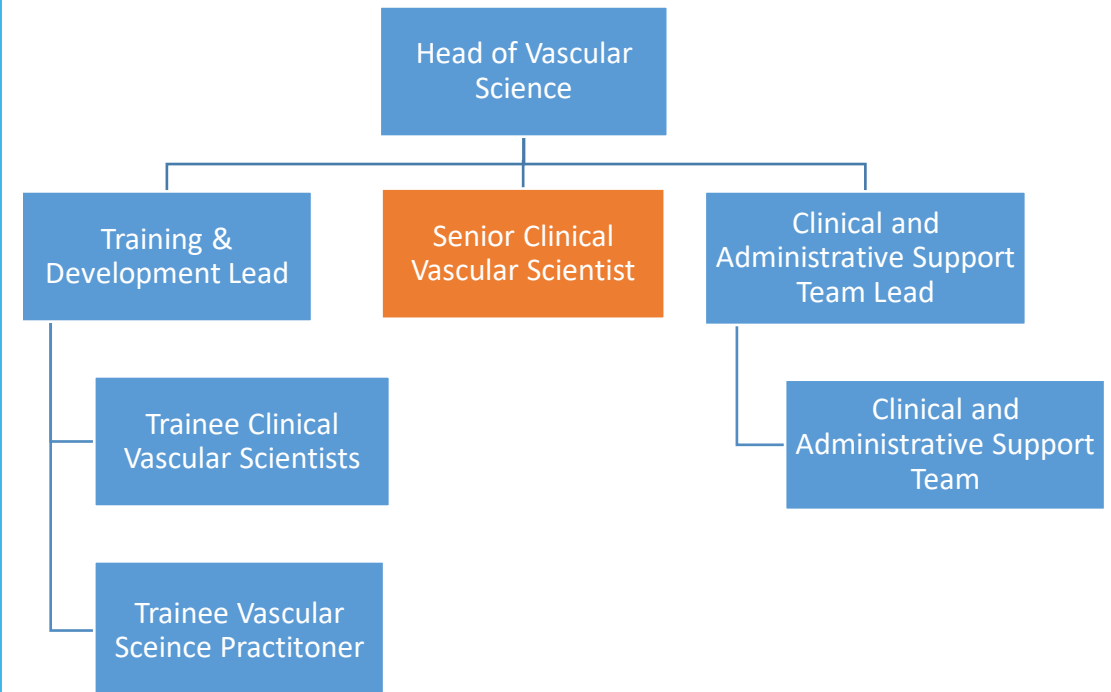 Head of Vascular
Science
Training &
Development Lead
Senior Clinical
Vascular Scientist
Clinical and
Administrative Support
Team Lead
Trainee Clinical
Vascular Scientists
Clinical and
Administrative Support
Team
Trainee Vascular
Sceince Practitoner